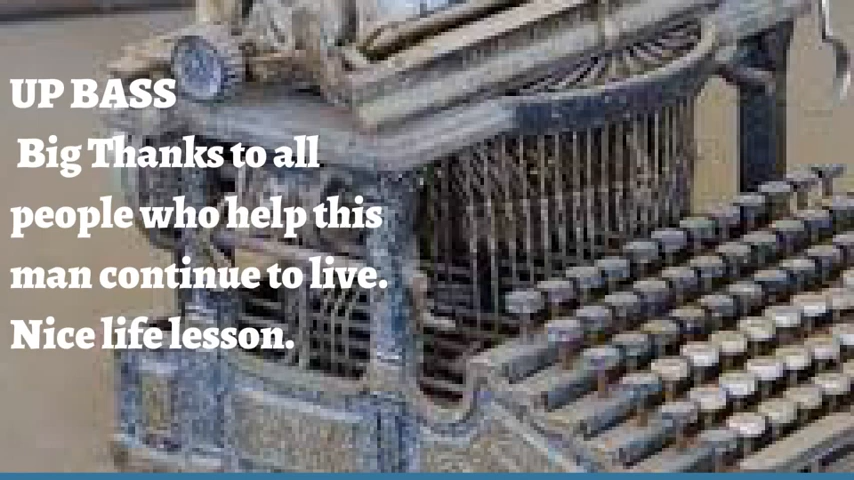 UP BASS
Big Thanks to all
people who help this
man continue to live.
Nice life lesson.